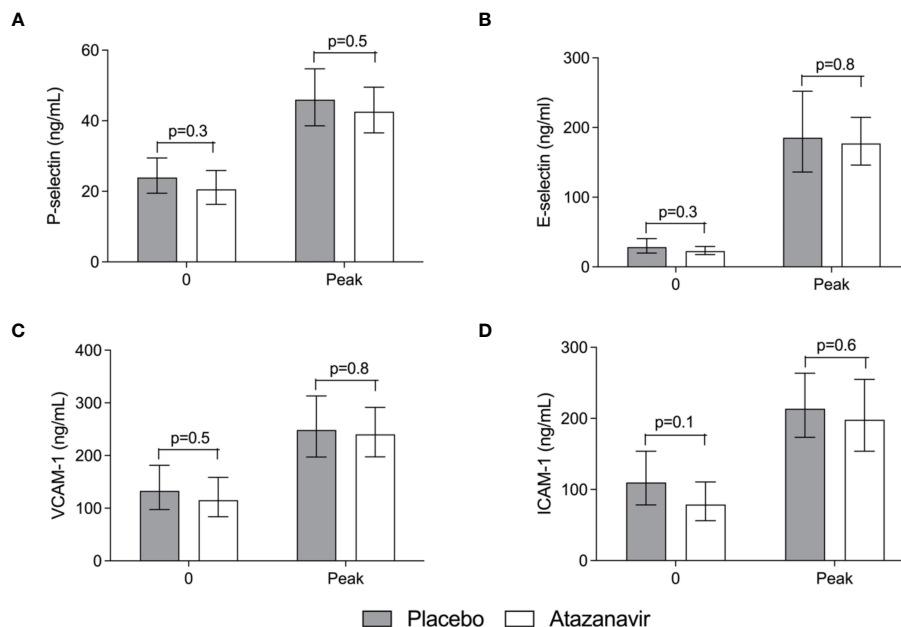 A
P-selectin (ng/mL)
60
40
20
0
p=0.3
p=0.5
0 Peak
B
E-selectin (ng/ml)
300
200
100
0
p=0.3
p=0.8
0 Peak
C
VCAM-1 (ng/mL)
400
300
200
100
0
p=0.5
p=0.8
0 Peak
D
ICAM-1 (ng/mL)
300
200
100
0
p=0.1
p=0.6
0 Peak
Placebo Atazanavir